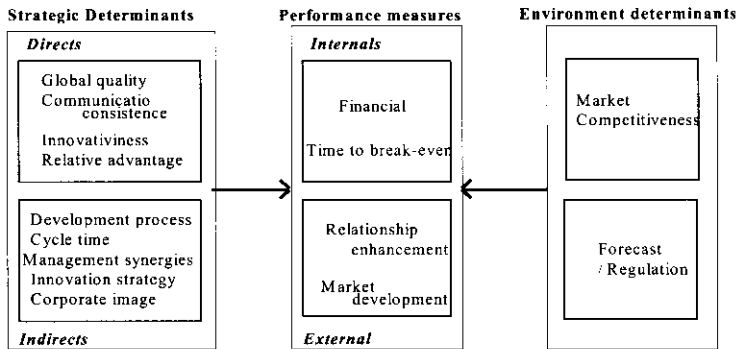 Strategic Determinants
Directs
Global quality
Communicatio
consistence
Innovativiness
Relative advantage
Development process
Cycle time
Management synergies
Innovation strategy
Corporate image
Indirects
Performance measures
Internals
Financial
Time to break-even
Relationship
enhancement
Market
development
External
Environment determinants
Market
Competitiveness
Forecast
/ Regulation